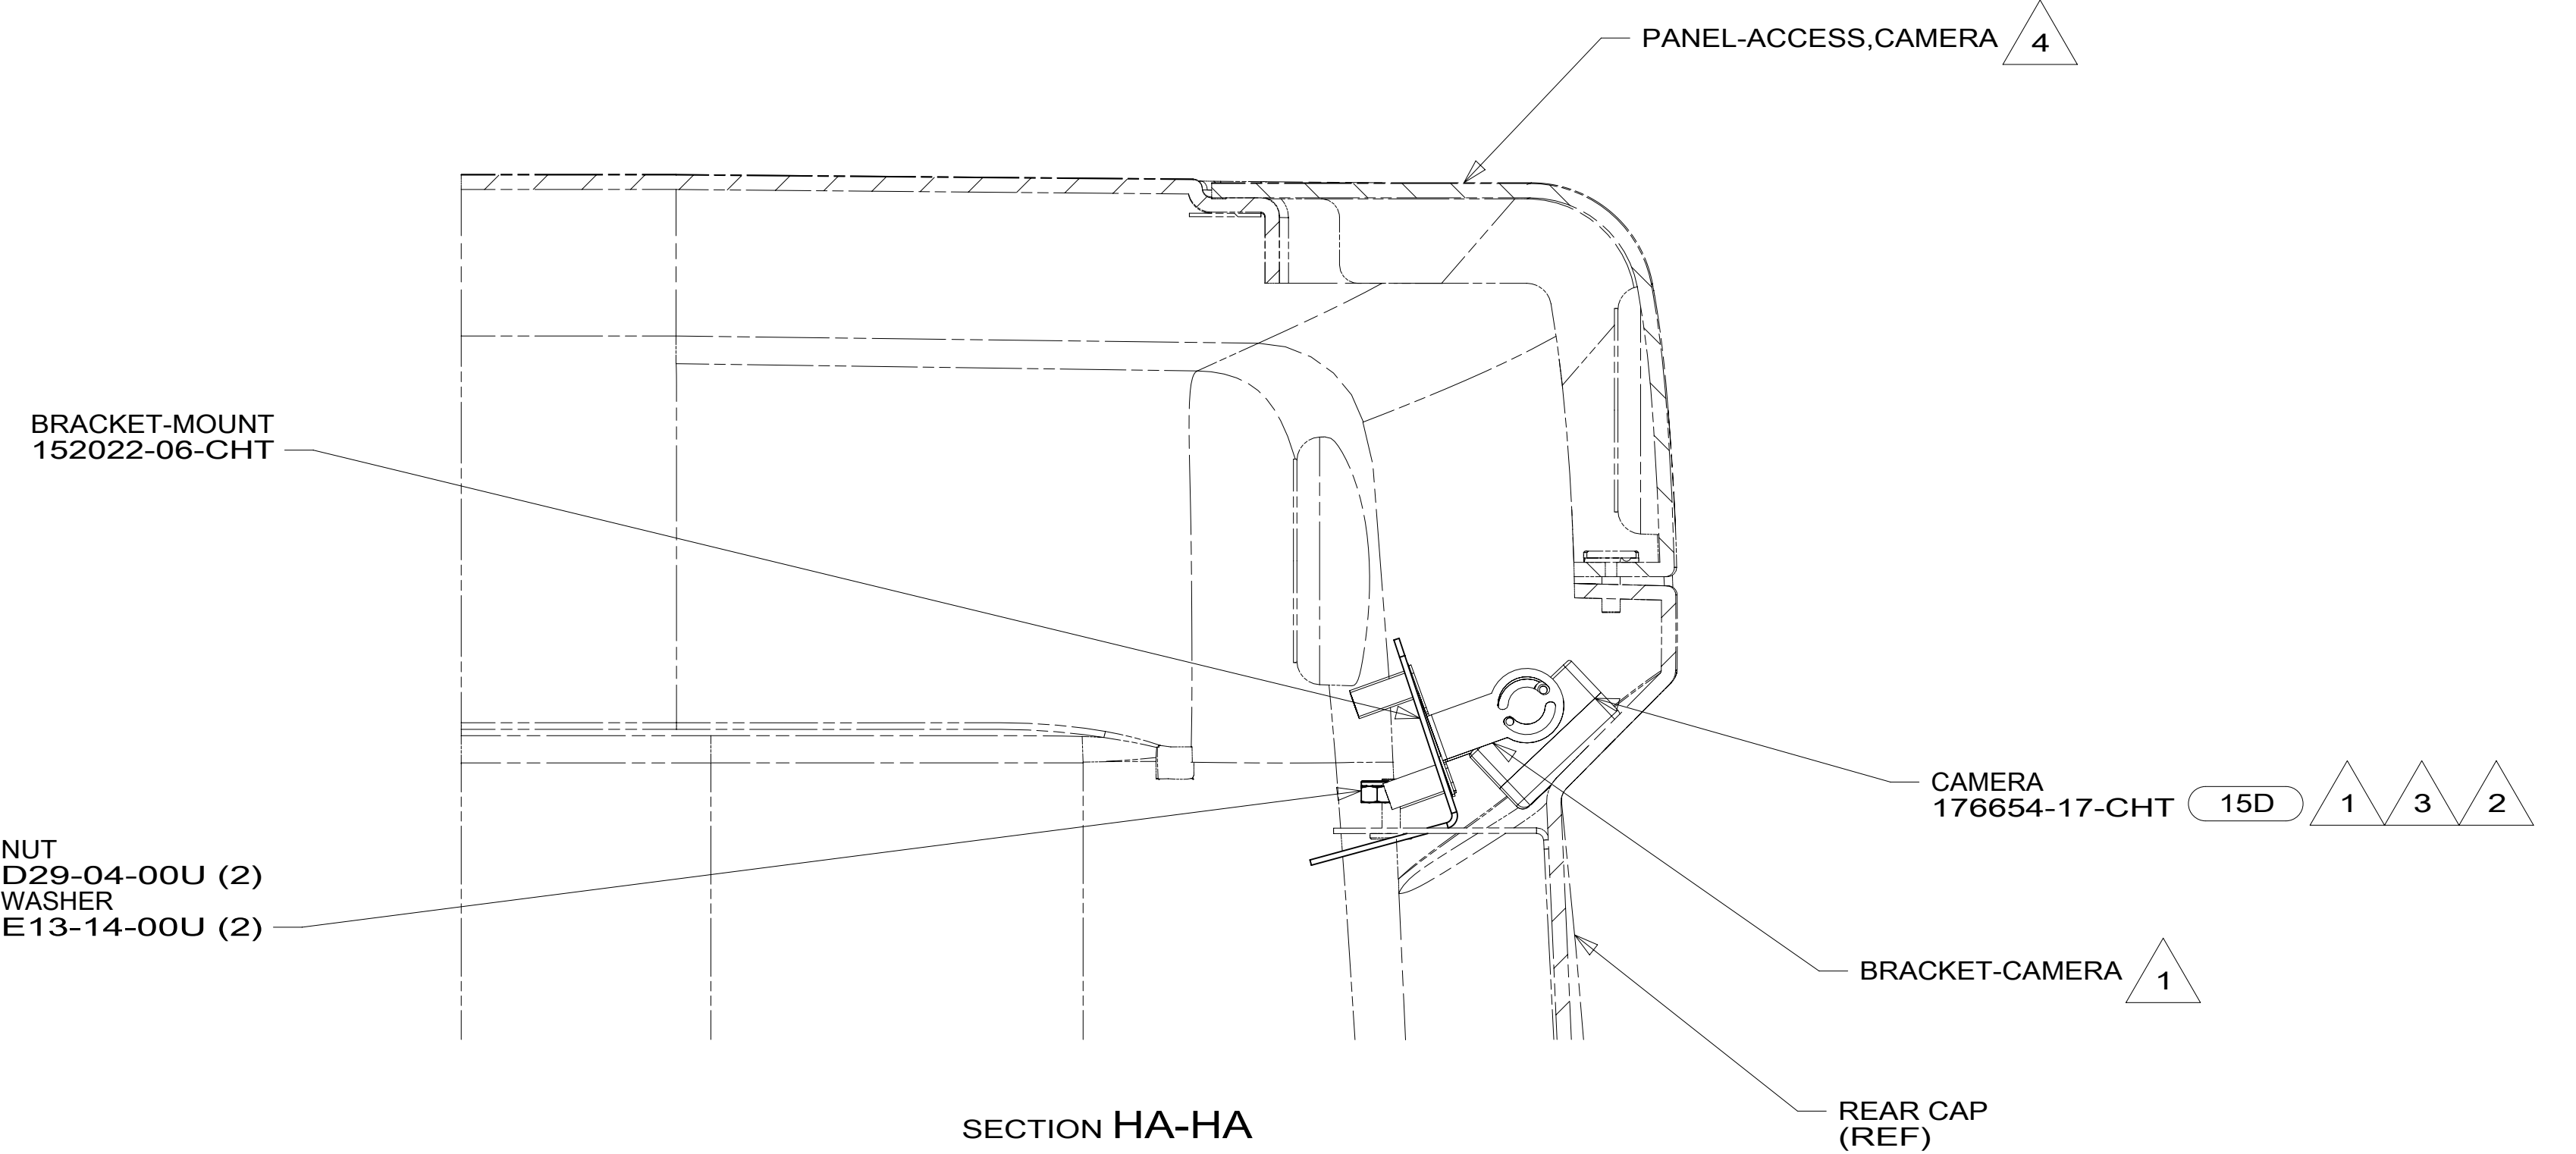 PANEL-ACCESS,CAMERA 4
BRACKET-MOUNT
152022-06-CHT
CAMERA
176654-17-CHT 15D 1 3 2
NUT
D29-04-00U (2)
WASHER
E13-14-00U (2)
BRACKET-CAMERA 1
REAR CAP
(REF)
SECTION HA-HA